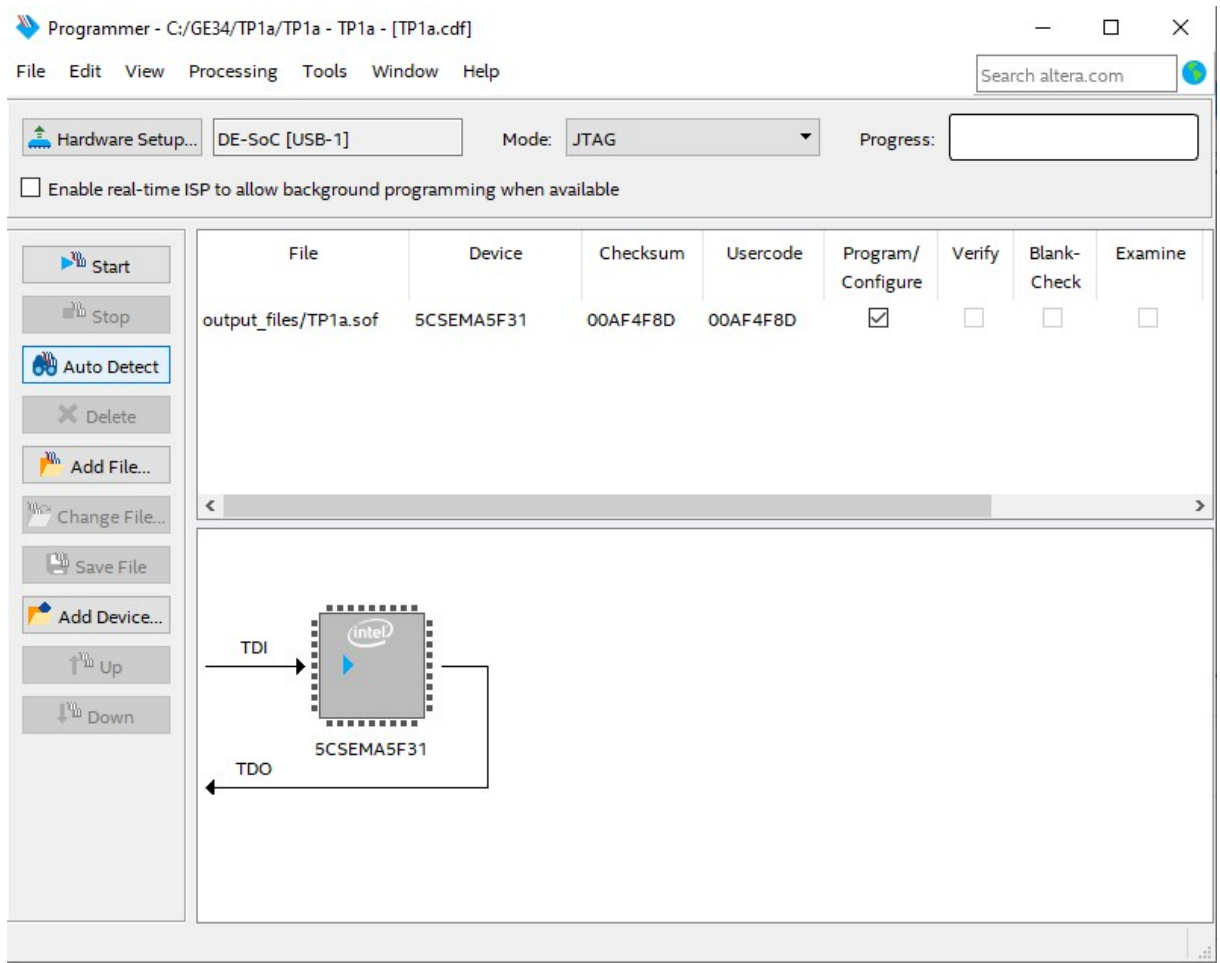 Programmer - C:/GE34/TP1a/TP1a - TP1a - [TP1a.cdf]
File Edit View Processing Tools Window Help
Search altera.com
Hardware Setup... DE-SoC [USB-1] Mode: JTAG Progress:
Enable real-time ISP to allow background programming when available
Start
Stop
Auto Detect
Delete
Add File...
Change File...
Save File
Add Device...
Up
Down
File Device Checksum Usercode Program/ Verify Blank- Examine
Configure Check
output_files/TP1a.sof 5CSEMA5F31 00AF4F8D 00AF4F8D
TDI
intel
5CSEMA5F31
TDO